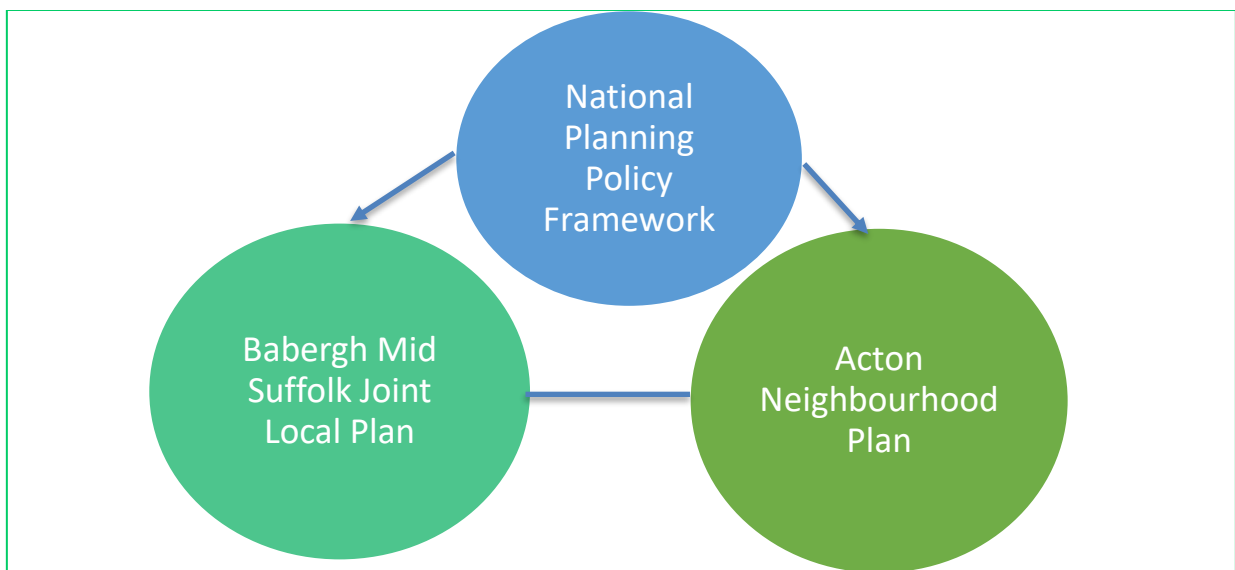 National
Planning
Policy
Framework
Babergh Mid
Suffolk Joint
Local Plan
Acton
Neighbourhood
Plan